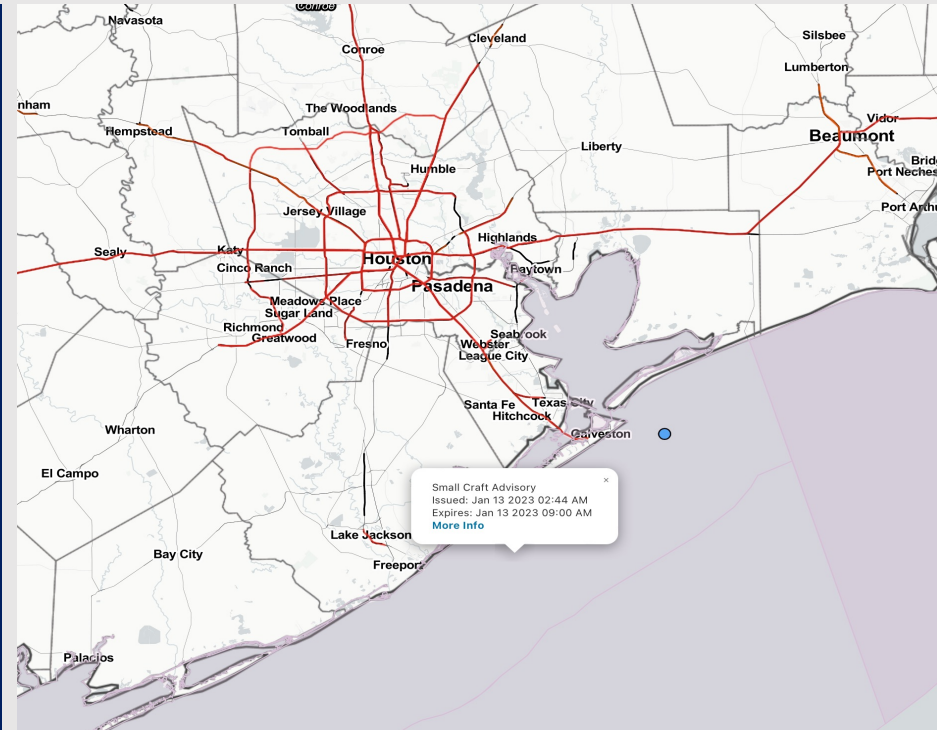 Conroe
Navasota
Cleveland
Silsbee
Conroe
Lumberton
nham
The Woodlands
Vidor
Hempstead
Tomball
Beaumont
Liberty
Brid
Humble
Port Neches
Port Arthu
Jersey Village
Highlands
Sealy
Katy
Houston
Cinco Ranch
Baytown
Pasadena
Meadows Place
Sugar Land
Richmond
Seabrook
Greatwood
Fresno
Webster
League City
Santa Fe
Texas City
Hitchcock
Wharton
Galveston
El Campo
×
Small Craft Advisory
Issued: Jan 13 2023 02:44 AM
Expires: Jan 13 2023 09:00 AM
More Info
Lake Jackson
Bay City
Freeport
Palacios